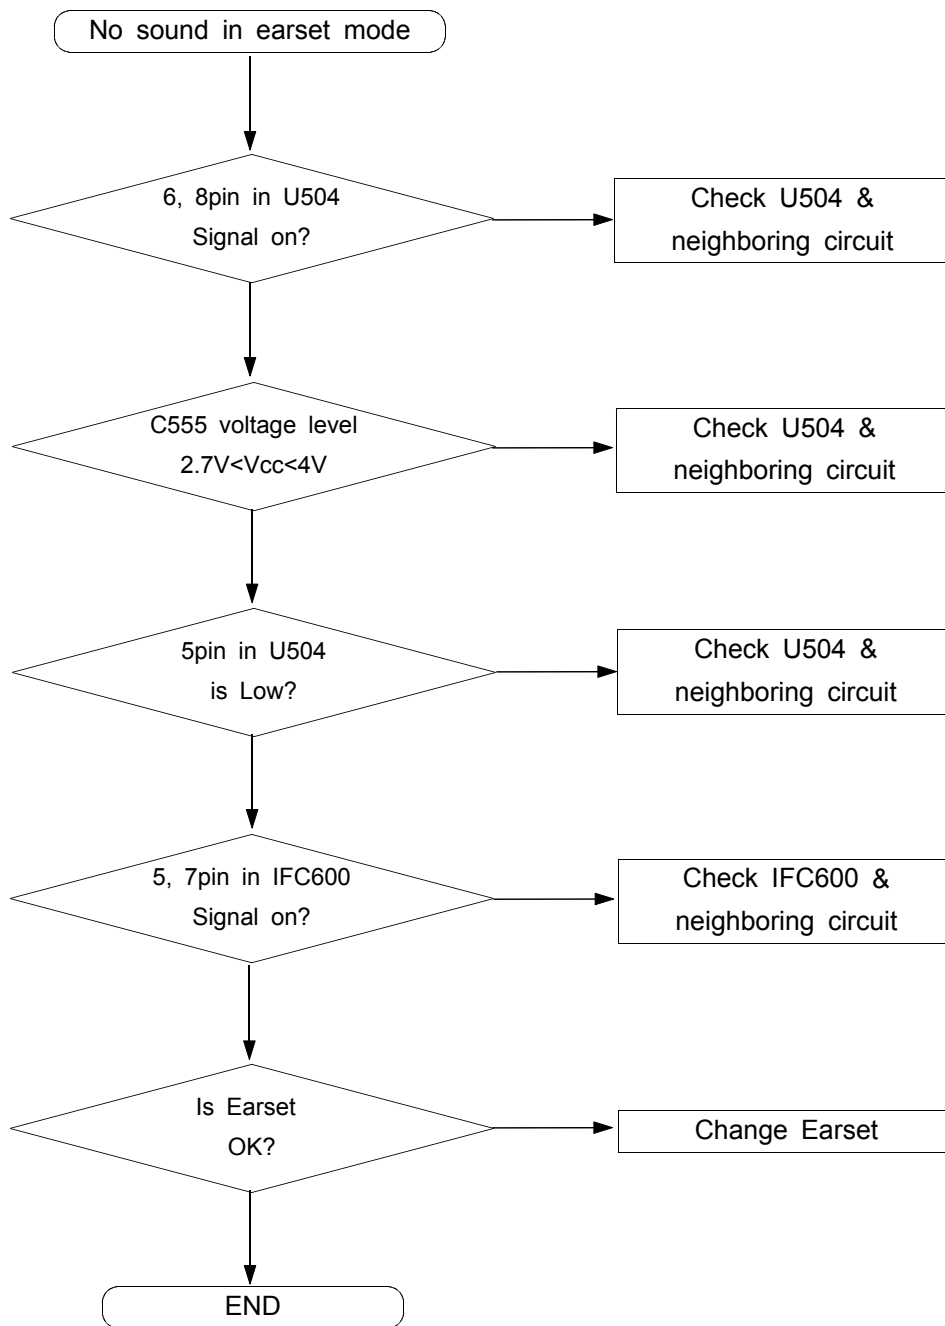 No sound in earset mode
6, 8pin in U504
Signal on?
Check U504 &
neighboring circuit
C555 voltage level
2.7V<Vcc<4V
Check U504 &
neighboring circuit
5pin in U504
is Low?
Check U504 &
neighboring circuit
5, 7pin in IFC600
Signal on?
Check IFC600 &
neighboring circuit
Is Earset
OK?
Change Earset
END